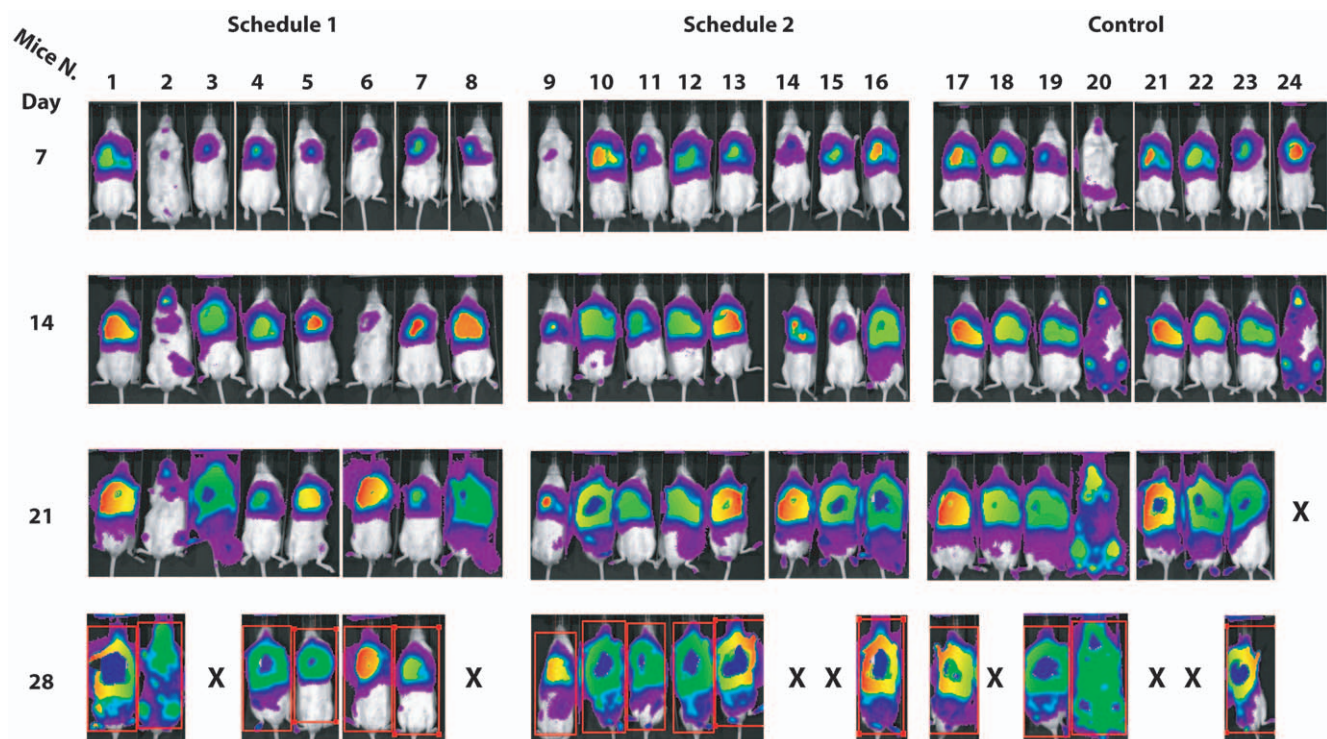 Schedule 1 Schedule 2 Control
Mice N.
1 2 3 4 5 6 7 8 9 10 11 12 13 14 15 16 17 18 19 20 21 22 23 24
Day
7
14
21 X
28 X X X X X X X